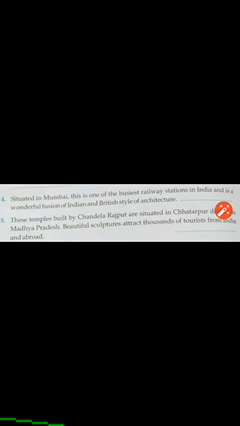 4. Situated in Mumbai, this is one of the busiest railway stations in India and is a
wonderful fusion of Indian and British style of architecture.
5. These temples built by Chandela Rajput are situated in Chhatarpur
Madhya Pradesh. Beautiful sculptures attract thousands of tourists from India
and abroad.